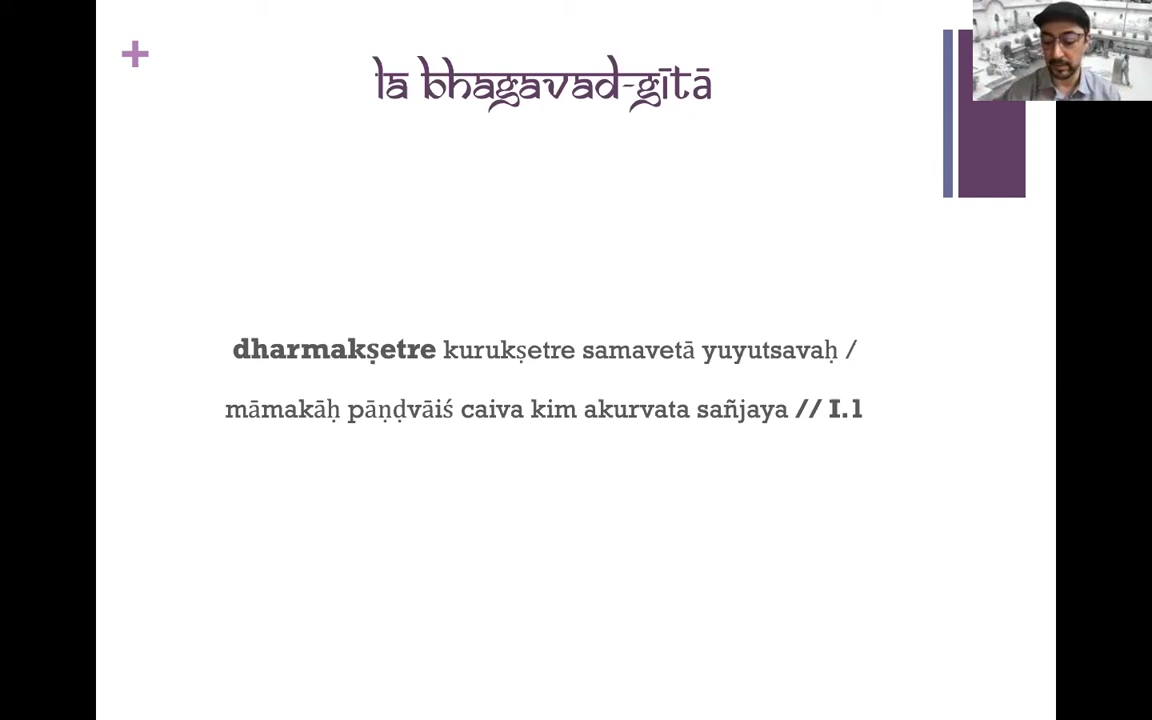 +
la bhagavad-gītā
dharmakṣetre kurukṣetre samavetā yuyutsavaḥ /
māmakāḥ pāṇḍvāiś caiva kim akurvata sañjaya // I.1